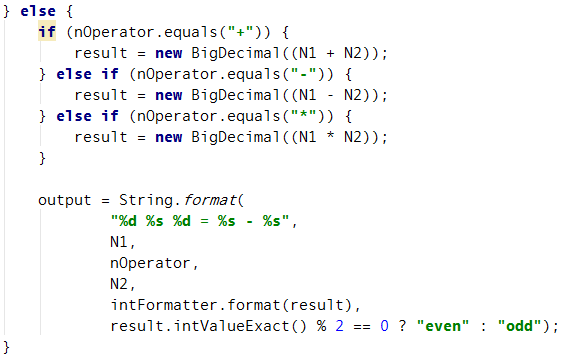 } else {
    if (nOperator.equals("+")) {
        result = new BigDecimal((N1 + N2));
    } else if (nOperator.equals("-")) {
        result = new BigDecimal((N1 - N2));
    } else if (nOperator.equals("*")) {
        result = new BigDecimal((N1 * N2));
    }

    output = String.format(
            "%d %s %d = %s - %s",
            N1,
            nOperator,
            N2,
            intFormatter.format(result),
            result.intValueExact() % 2 == 0 ? "even" : "odd");
}